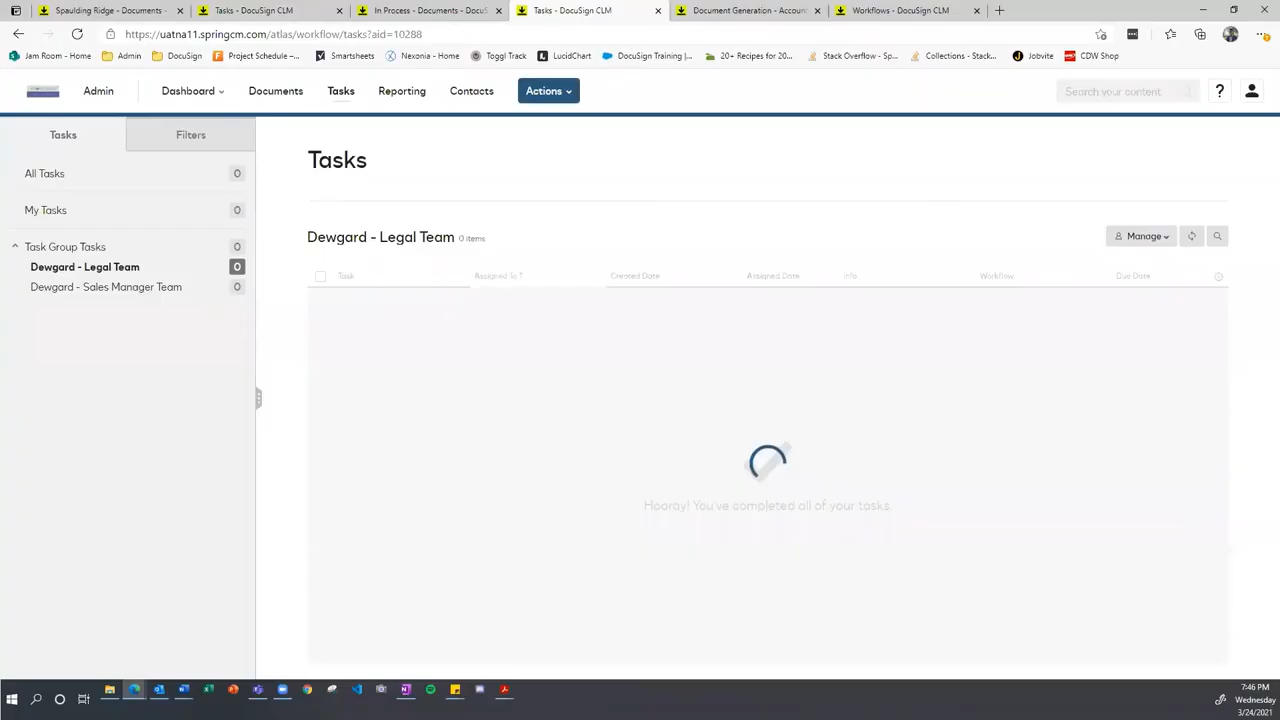 Spaulding Ridge - Documents -
Tasks - DocuSign CLM
In Process - Documents - DocuS
Tasks - DocuSign CLM
Document Generation - Accoun
Workflows - DocuSign CLM
https://uatna11.springcm.com/atlas/workflow/tasks?aid=10288
Jam Room - Home
Admin
DocuSign
Project Schedule -...
Smartsheets
Nexonia - Home
Toggl Track
LucidChart
DocuSign Training |...
20+ Recipes for 20...
Stack Overflow - Sp...
Collections - Stack...
Jobvite
CDW Shop
Admin
Dashboard
Documents
Tasks
Reporting
Contacts
Actions
Search your content
?
Tasks
Filters
All Tasks 0
My Tasks 0
Task Group Tasks 0
Dewgard - Legal Team 0
Dewgard - Sales Manager Team 0
Tasks
Dewgard - Legal Team 0 items
Manage
Task
Assigned To ↑
Created Date
Assigned Date
Info
Workflow
Due Date
Hooray! You've completed all of your tasks.
7:46 PM
Wednesday
3/24/2021